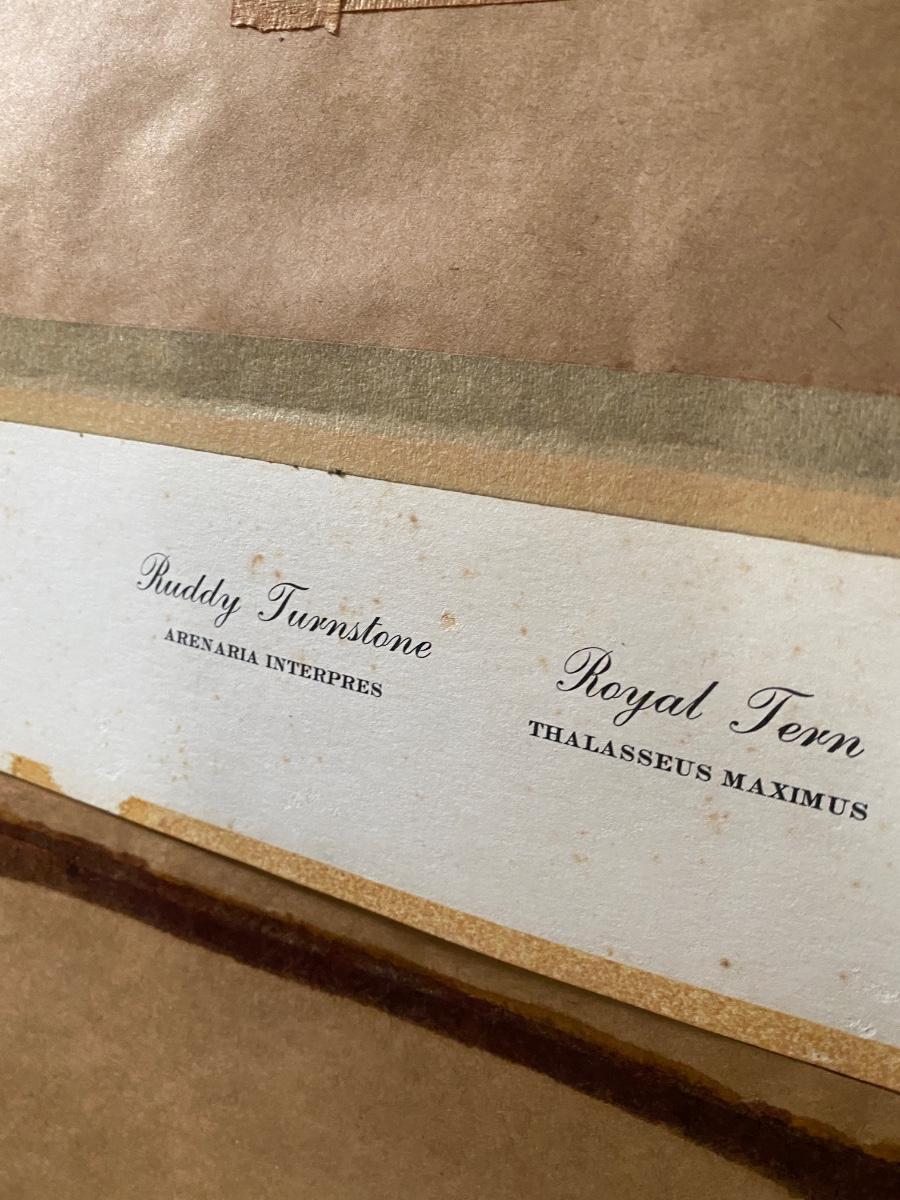 Ruddy Turnstone
ARENARIA INTERPRES
Royal Tern
THALASSEUS MAXIMUS